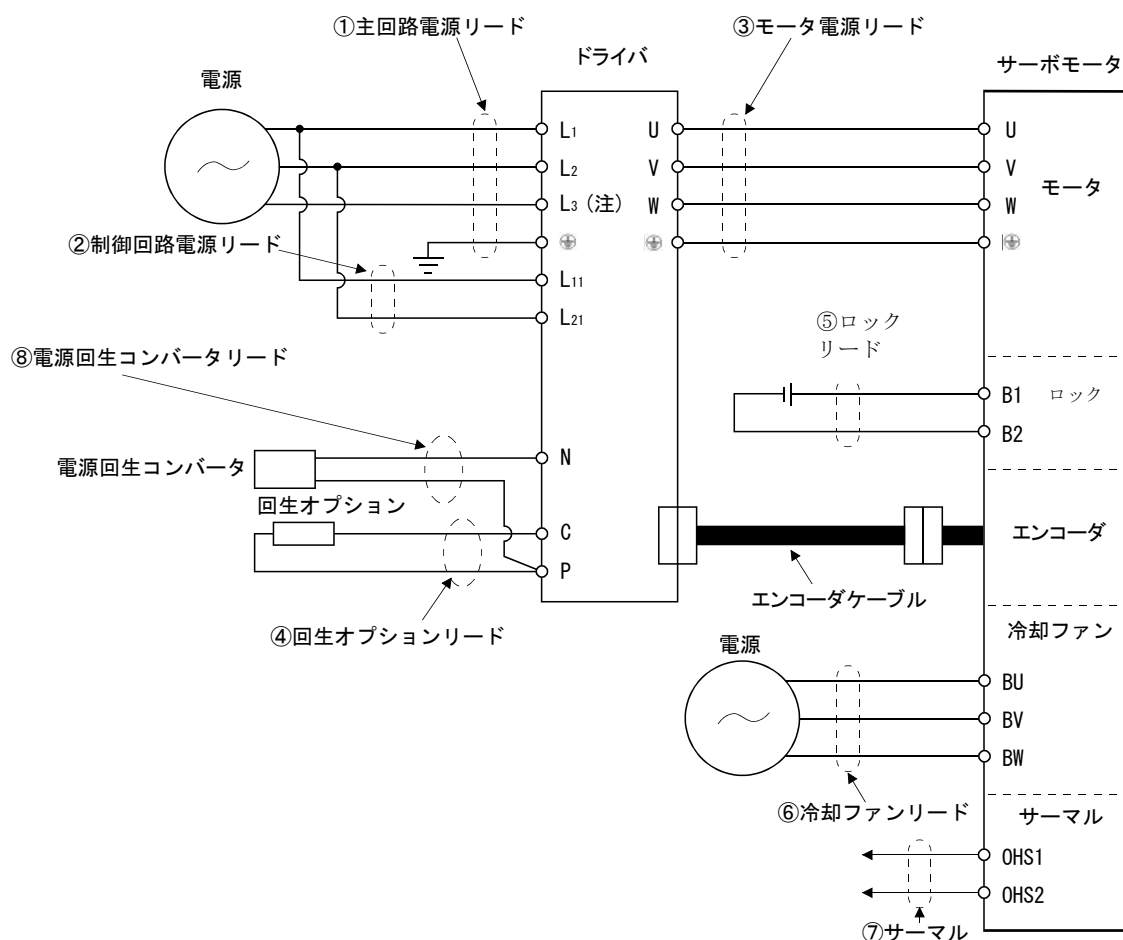 ①主回路電源リード
③モータ電源リード
ドライバ
サーボモータ
電源
L1
U
U
L2
V
V
モータ
L3 (注)
W
W
②制御回路電源リード
L11
L21
⑤ロック
リード
⑧電源回生コンバータリード
B1
ロック
B2
N
電源回生コンバータ
回生オプション
C
エンコーダ
P
エンコーダケーブル
④回生オプションリード
冷却ファン
電源
BU
BV
BW
⑥冷却ファンリード
サーマル
OHS1
OHS2
⑦サーマル